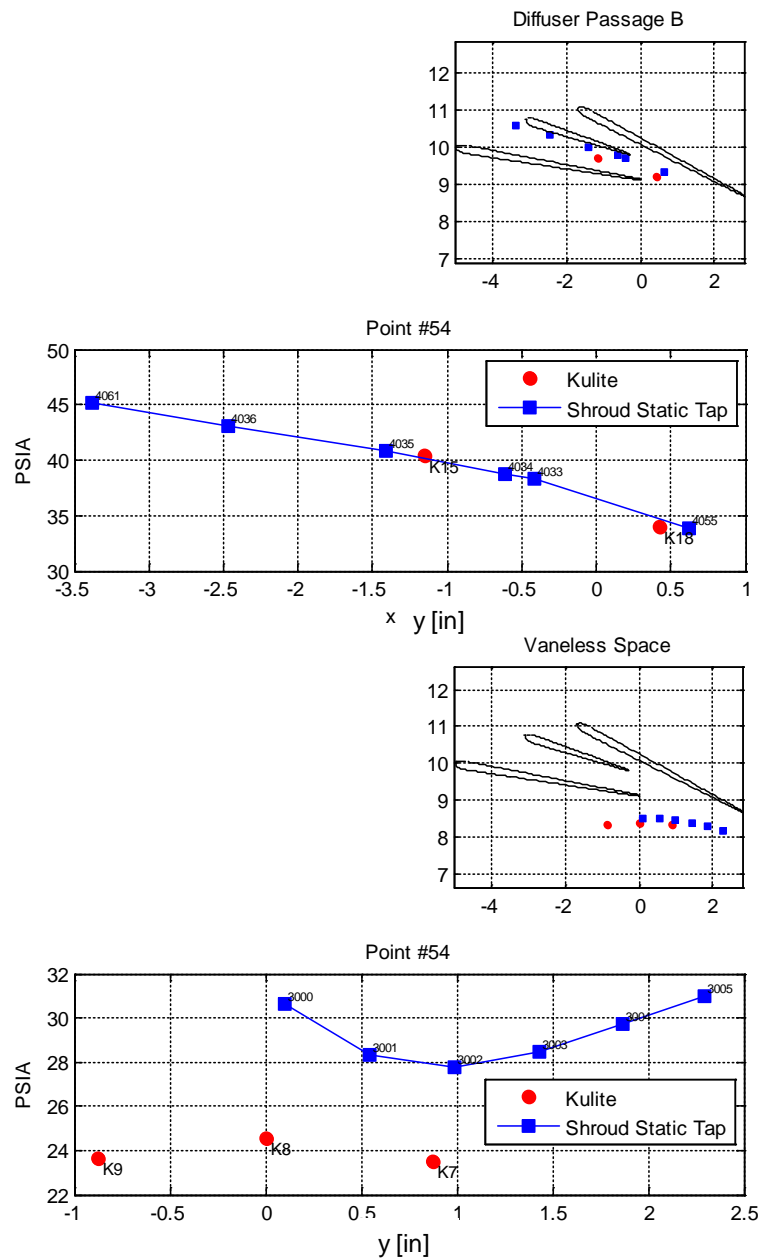 Diffuser Passage B
12
11
10
9
8
7
-4 -2 0 2
Point #54
50
45
40
35
30
PSIA
Kulite
Shroud Static Tap
4061
4036
4035
K15
4034
4033
4055
K18
-3.5 -3 -2.5 -2 -1.5 -1 -0.5 0 0.5 1
x y [in]
Vaneless Space
12
11
10
9
8
7
-4 -2 0 2
Point #54
32
30
28
26
24
22
PSIA
3000
3001
3002
3003
3004
3005
Kulite
Shroud Static Tap
K9
K8
K7
-1 -0.5 0 0.5 1 1.5 2 2.5
y [in]